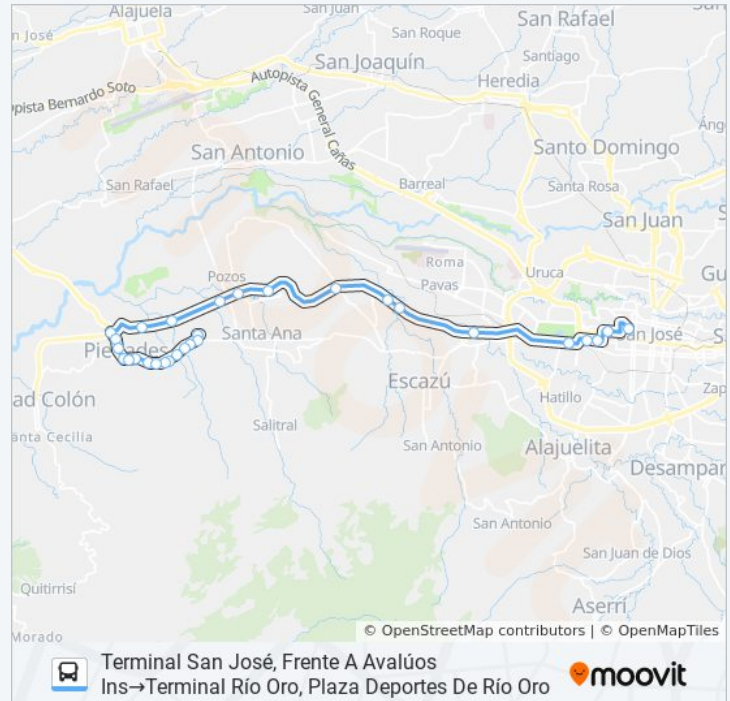 San Juan
San Rafael
Alajuela
San José
San Roque
Santiago
San Joaquín
Heredia
opista Bernardo Soto
Autopista General Cañas
San Antonio
Santo Domingo
Barreal
Santa Rosa
San Rafael
San Juan
Roma
Pozos
Uruca
Pavas
Gu
Santa Ana
San José
Sa
Piedades
Escazú
Zap
ad Colón
Hatillo
anta Cecilia
Salitral
San Antonio
Alajuelita
Desampar
San Antonio
San Juan de Dios
Quitirrisí
Aserrí
Morado
© OpenStreetMap contributors | © OpenMapTiles
Terminal San José, Frente A Avalúos
Ins→Terminal Río Oro, Plaza Deportes De Río Oro
moovit